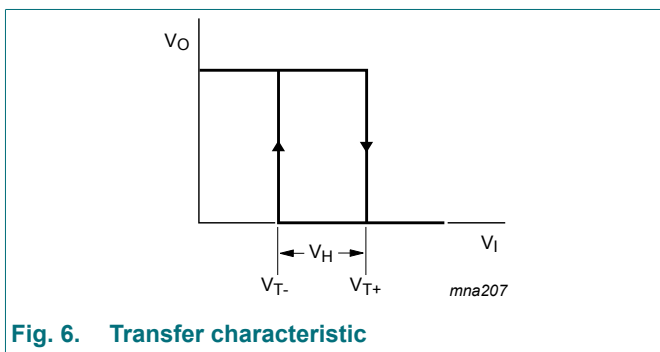 VO
VI
VH
VT-
VT+
mna207
Fig. 6. Transfer characteristic